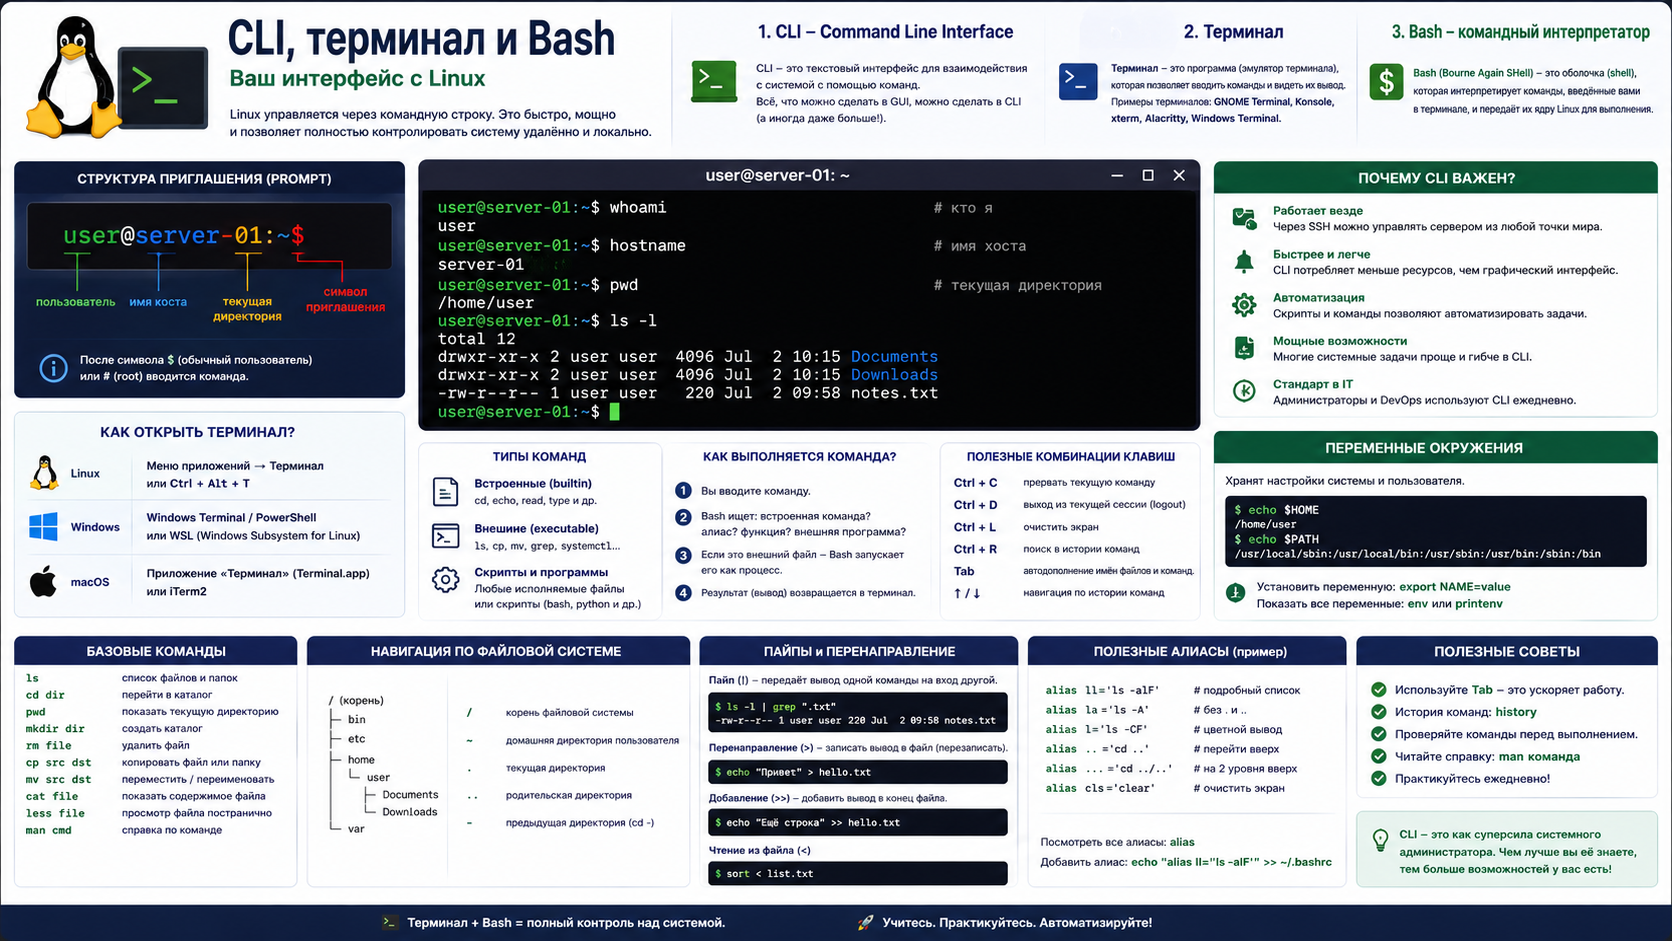 CLI, терминал и Bash
Ваш интерфейс с Linux
Linux управляется через командную строку. Это быстро, мощно
и позволяет полностью контролировать систему удалённо и локально.
>_
1. CLI – Command Line Interface
>_
CLI – это текстовый интерфейс для взаимодействия
с системой с помощью команд.
Всё, что можно сделать в GUI, можно сделать в CLI
(а иногда даже больше!).
2. Терминал
>_
Терминал – это программа (эмулятор терминала),
которая позволяет вводить команды и видеть их вывод.
Примеры терминалов: GNOME Terminal, Konsole,
xterm, Alacritty, Windows Terminal.
3. Bash – командный интерпретатор
$
Bash (Bourne Again SHell) – это оболочка (shell),
которая интерпретирует команды, введённые вами
в терминале, и передаёт их ядру Linux для выполнения.
СТРУКТУРА ПРИГЛАШЕНИЯ (PROMPT)
user@server-01:~$
пользователь
имя хоста
текущая
директория
символ
приглашения
После символа $ (обычный пользователь)
или # (root) вводится команда.
user@server-01: ~
user@server-01:~$ whoami # кто я
user
user@server-01:~$ hostname # имя хоста
server-01
user@server-01:~$ pwd # текущая директория
/home/user
user@server-01:~$ ls -l
total 12
drwxr-xr-x 2 user user 4096 Jul 2 10:15 Documents
drwxr-xr-x 2 user user 4096 Jul 2 10:15 Downloads
-rw-r--r-- 1 user user 220 Jul 2 09:58 notes.txt
user@server-01:~$
ПОЧЕМУ CLI ВАЖЕН?
Работает везде
Через SSH можно управлять сервером из любой точки мира.
Быстрее и легче
CLI потребляет меньше ресурсов, чем графический интерфейс.
Автоматизация
Скрипты и команды позволяют автоматизировать задачи.
Мощные возможности
Многие системные задачи проще и гибче в CLI.
Стандарт в IT
Администраторы и DevOps используют CLI ежедневно.
КАК ОТКРЫТЬ ТЕРМИНАЛ?
Linux
Меню приложений → Терминал
или Ctrl + Alt + T
Windows
Windows Terminal / PowerShell
или WSL (Windows Subsystem for Linux)
macOS
Приложение «Терминал» (Terminal.app)
или iTerm2
ТИПЫ КОМАНД
Встроенные (builtin)
cd, echo, read, type и др.
Внешние (executable)
ls, cp, mv, grep, systemctl...
Скрипты и программы
Любые исполняемые файлы
или скрипты (bash, python и др.)
КАК ВЫПОЛНЯЕТСЯ КОМАНДА?
1 Вы вводите команду.
2 Bash ищет: встроенная команда?
алиас? функция? внешняя программа?
3 Если это внешний файл – Bash запускает
его как процесс.
4 Результат (вывод) возвращается в терминал.
ПОЛЕЗНЫЕ КОМБИНАЦИИ КЛАВИШ
Ctrl + C прервать текущую команду
Ctrl + D выход из текущей сессии (logout)
Ctrl + L очистить экран
Ctrl + R поиск в истории команд
Tab автодополнение имён файлов и команд.
↑ / ↓ навигация по истории команд
ПЕРЕМЕННЫЕ ОКРУЖЕНИЯ
Хранят настройки системы и пользователя.
$ echo $HOME
/home/user
$ echo $PATH
/usr/local/sbin:/usr/local/bin:/usr/sbin:/usr/bin:/sbin:/bin
Установить переменную: export NAME=value
Показать все переменные: env или printenv
БАЗОВЫЕ КОМАНДЫ
ls список файлов и папок
cd dir перейти в каталог
pwd показать текущую директорию
mkdir dir создать каталог
rm file удалить файл
cp src dst копировать файл или папку
mv src dst переместить / переименовать
cat file показать содержимое файла
less file просмотр файла постранично
man cmd справка по команде
НАВИГАЦИЯ ПО ФАЙЛОВОЙ СИСТЕМЕ
/ (корень)
bin
etc
home
user
Documents
Downloads
var
/ корень файловой системы
~ домашняя директория пользователя
. текущая директория
.. родительская директория
- предыдущая директория (cd -)
ПАЙПЫ и ПЕРЕНАПРАВЛЕНИЕ
Пайп (|) – передаёт вывод одной команды на вход другой.
$ ls -l | grep ".txt"
-rw-r--r-- 1 user user 220 Jul 2 09:58 notes.txt
Перенаправление (>) – записать вывод в файл (перезаписать).
$ echo "Привет" > hello.txt
Добавление (>>) – добавить вывод в конец файла.
$ echo "Ещё строка" >> hello.txt
Чтение из файла (<)
$ sort < list.txt
ПОЛЕЗНЫЕ АЛИАСЫ (пример)
alias ll='ls -alF' # подробный список
alias la ='ls -A' # без . и ..
alias l='ls -CF' # цветной вывод
alias .. ='cd ..' # перейти вверх
alias ... ='cd ../..' # на 2 уровня вверх
alias cls ='clear' # очистить экран
Посмотреть все алиасы: alias
Добавить алиас: echo "alias ll='ls -alF'" >> ~/.bashrc
ПОЛЕЗНЫЕ СОВЕТЫ
Используйте Tab – это ускоряет работу.
История команд: history
Проверяйте команды перед выполнением.
Читайте справку: man команда
Практикуйтесь ежедневно!
CLI – это как суперсила системного
администратора. Чем лучше вы её знаете,
тем больше возможностей у вас есть!
>_ Терминал + Bash = полный контроль над системой.
Учитесь. Практикуйтесь. Автоматизируйте!